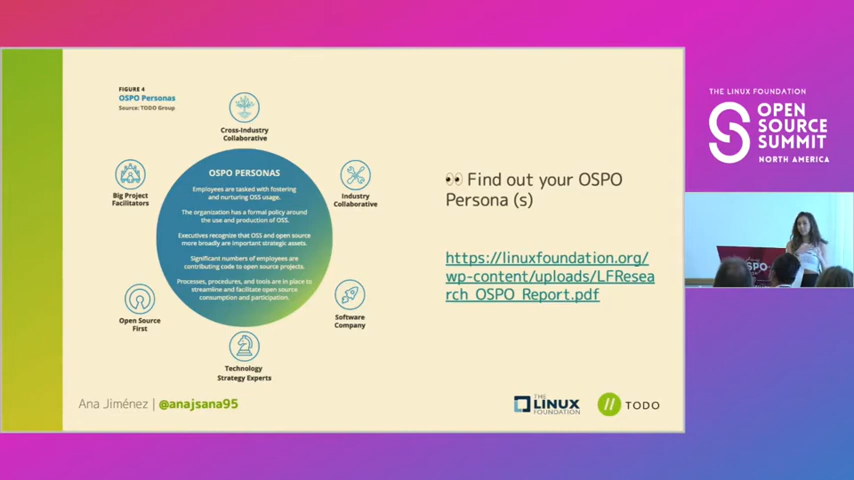 FIGURE 4
OSPO Personas
Source: TODO Group
Cross-Industry
Collaborative
Big Project
Facilitators
Industry
Collaborative
OSPO PERSONAS
Employees are tasked with fostering
and nurturing OSS usage.
The organization has a formal policy around
the use and production of OSS.
Executives recognize that OSS and open source
more broadly are important strategic assets.
Significant numbers of employees are
contributing code to open source projects.
Processes, procedures, and tools are in place to
streamline and facilitate open source
consumption and participation.
Open Source
First
Software
Company
Technology
Strategy Experts
👀 Find out your OSPO
Persona (s)
https://linuxfoundation.org/
wp-content/uploads/LFResea
rch_OSPO_Report.pdf
Ana Jiménez | @anajsana95
THE
LINUX
FOUNDATION
// TODO
THE LINUX FOUNDATION
OPEN
SOURCE
SUMMIT
NORTH AMERICA
OSPO